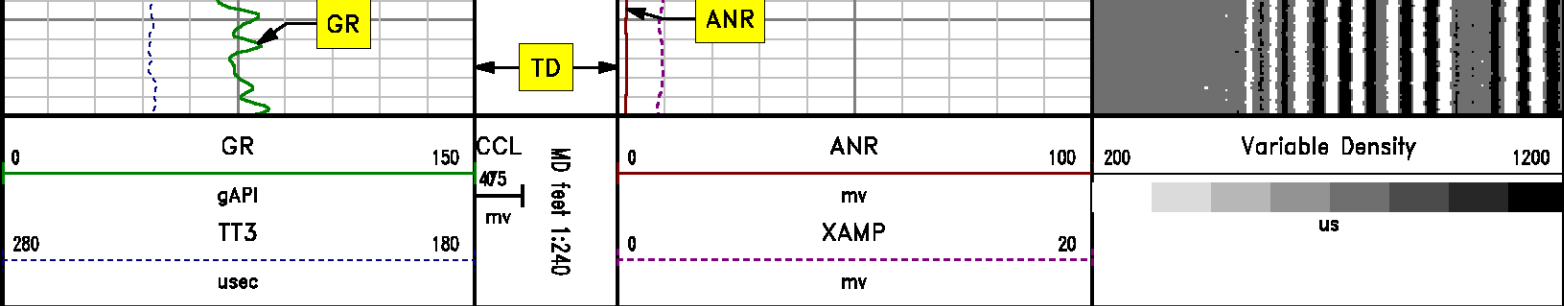 GR
TD
ANR
GR
0 150
gAPI
TT3
280 180
usec
CCL
mv
MD feet 1:240
ANR
0 100
mv
XAMP
0 20
mv
Variable Density
200 1200
us